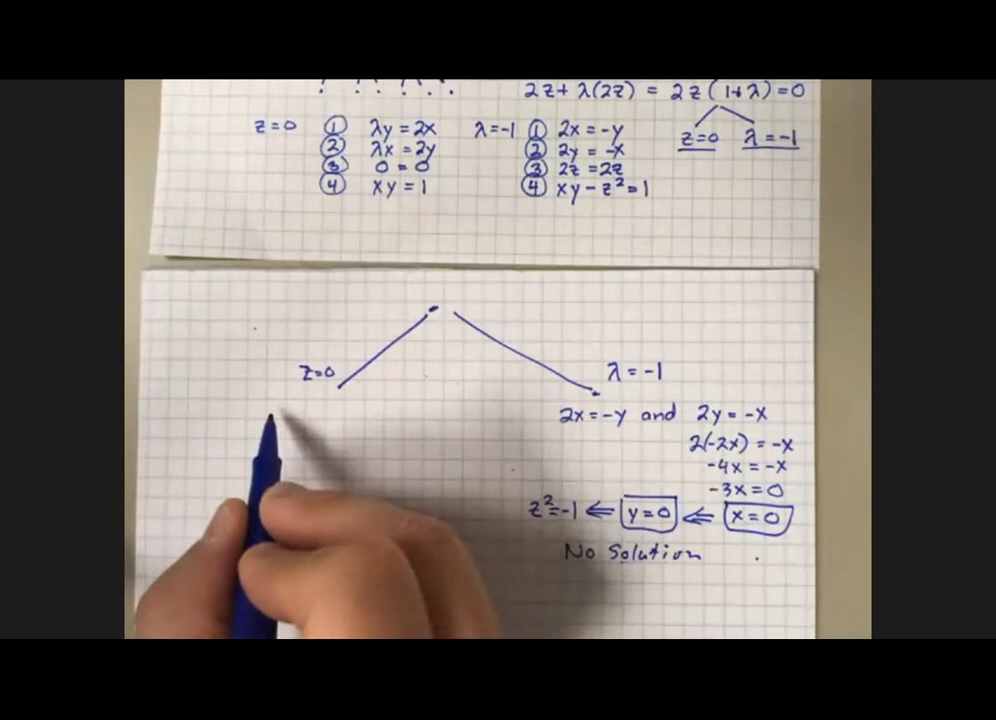 2z + λ(2z) = 2z(1+λ) = 0
z=0 λ=-1
z=0 ① λy = 2x
② λx = 2y
③ 0 = 0
④ xy = 1
λ=-1 ① 2x = -y
② 2y = -x
③ 2z = 2z
④ xy - z² = 1
z=0
λ = -1
2x = -y and 2y = -x
2(-2x) = -x
-4x = -x
-3x = 0
z² = -1 ⇐ y=0 ⇐ x=0
No Solution